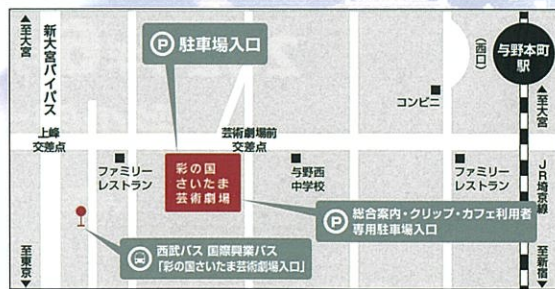 ▲至大宮
新大宮バイパス
Ⓟ 駐車場入口
(西口)
与野本町
駅
コンビニ
▲至大宮
上峰
交差点
芸術劇場前
交差点
ファミリー
レストラン
彩の国
さいたま
芸術劇場
与野西
中学校
ファミリー
レストラン
JR埼京線
Ⓟ 総合案内・クリップ・カフェ利用者
専用駐車場入口
西武バス 国際興業バス
「彩の国さいたま芸術劇場入口」
至東京▼
至新宿▼